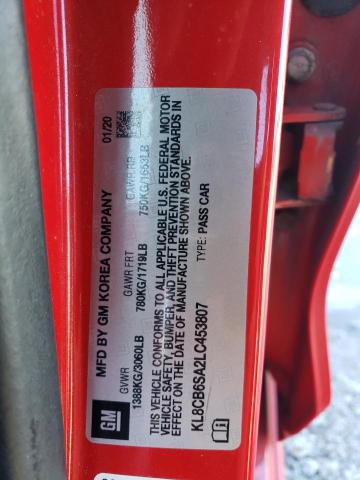 MFD BY GM KOREA COMPANY 01/20
GVWR GAWR FRT GAWR RR
1388KG/3060LB 780KG/1719LB 750KG/1653LB
THIS VEHICLE CONFORMS TO ALL APPLICABLE U.S. FEDERAL MOTOR
VEHICLE SAFETY, BUMPER, AND THEFT PREVENTION STANDARDS IN
EFFECT ON THE DATE OF MANUFACTURE SHOWN ABOVE.
KL8CB6SA2LC453807 TYPE: PASS CAR
GM